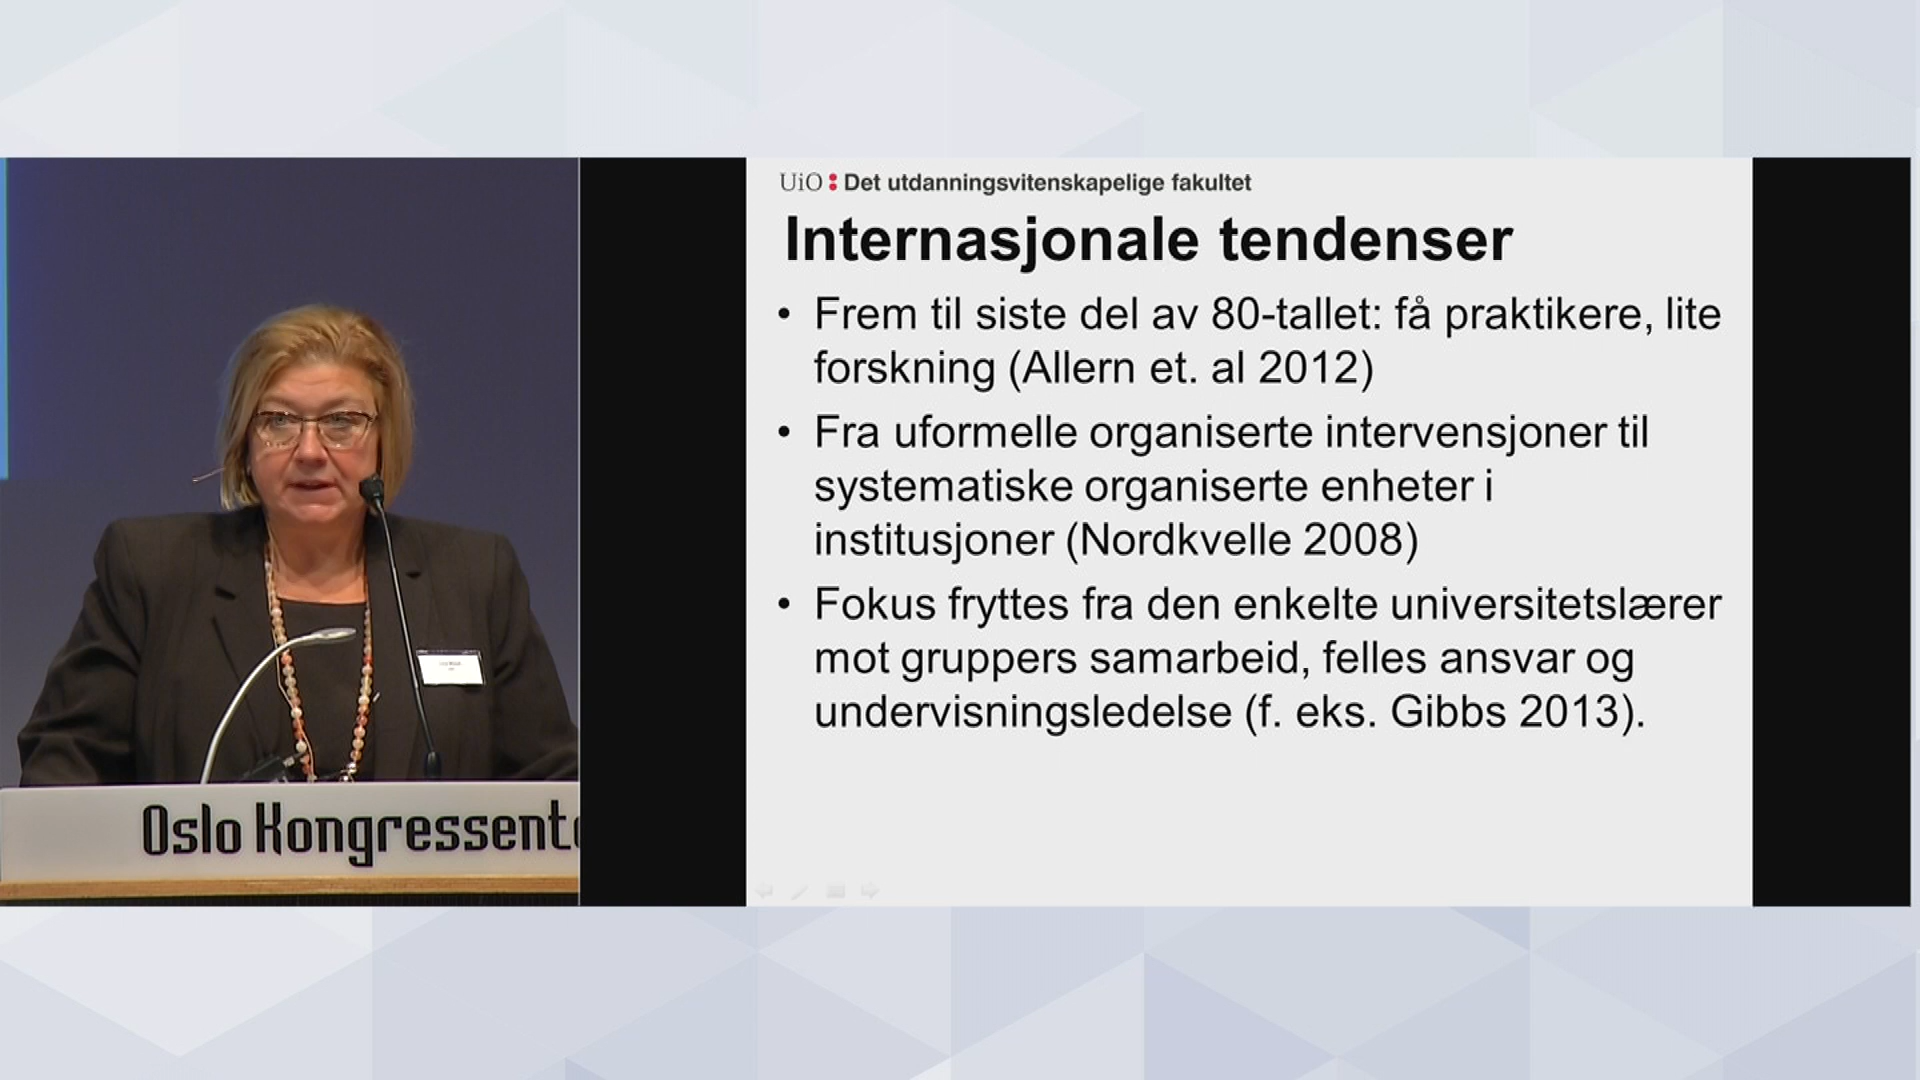 UiO : Det utdanningsvitenskapelige fakultet
Internasjonale tendenser
• Frem til siste del av 80-tallet: få praktikere, lite
forskning (Allern et. al 2012)
• Fra uformelle organiserte intervensjoner til
systematiske organiserte enheter i
institusjoner (Nordkvelle 2008)
• Fokus fryttes fra den enkelte universitetslærer
mot gruppers samarbeid, felles ansvar og
undervisningsledelse (f. eks. Gibbs 2013).
Oslo Kongressent